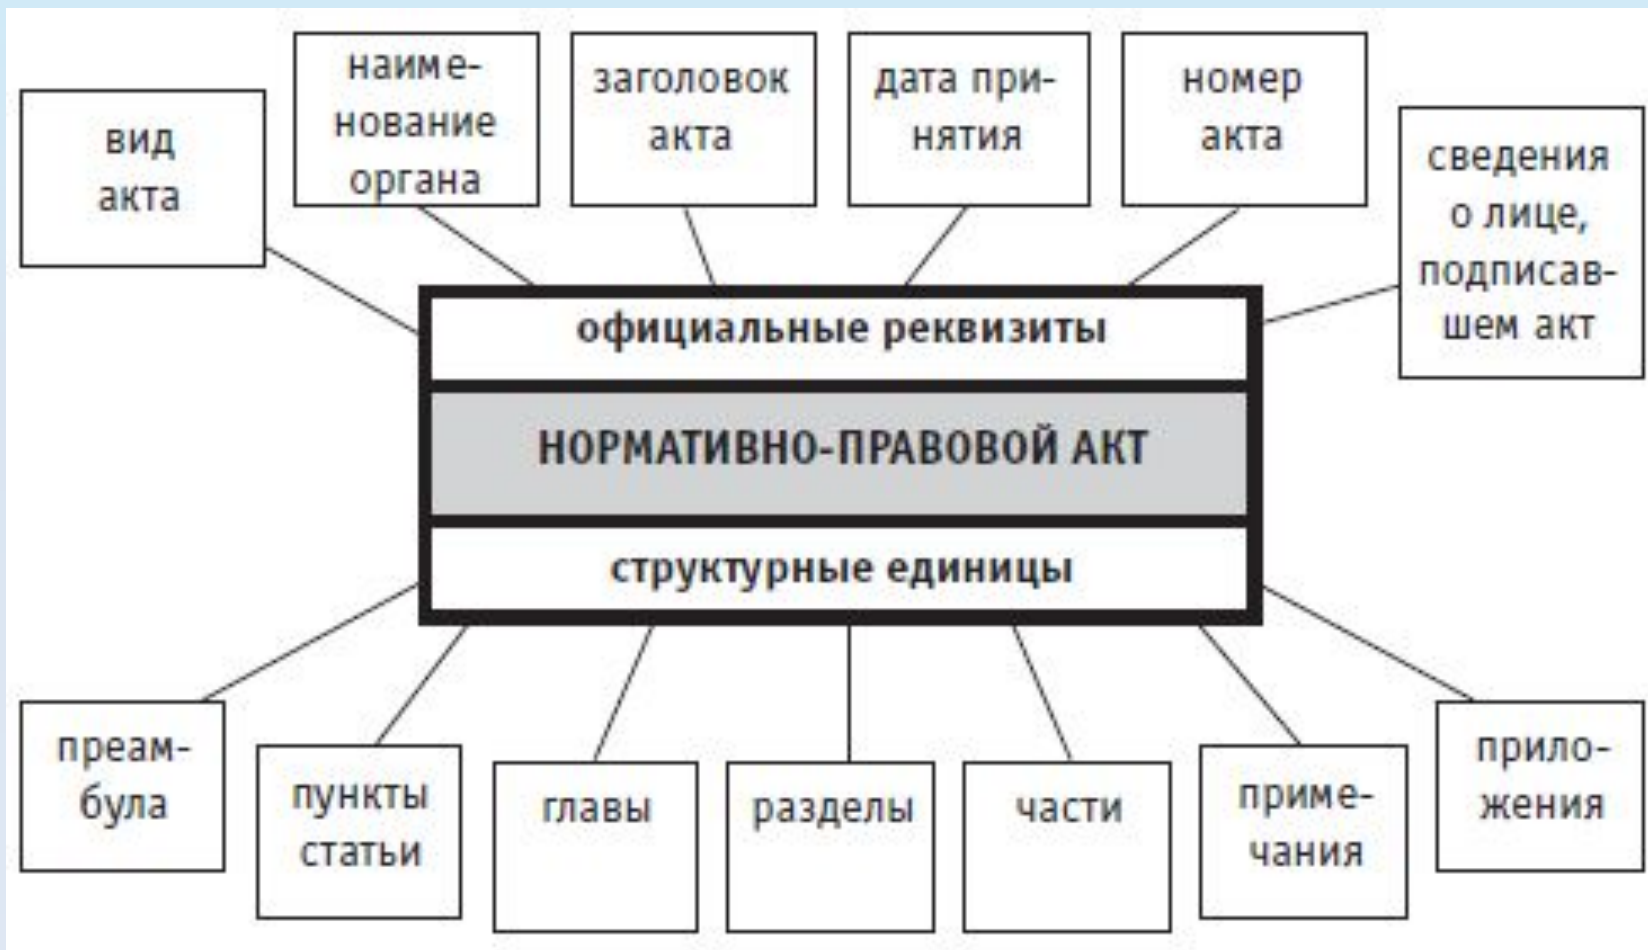 вид
акта
наиме-
нование
органа
заголовок
акта
дата при-
нятия
номер
акта
сведения
о лице,
подписав-
шем акт
официальные реквизиты
НОРМАТИВНО-ПРАВОВОЙ АКТ
структурные единицы
преам-
була
пункты
статьи
главы
разделы
части
приме-
чания
прило-
жения